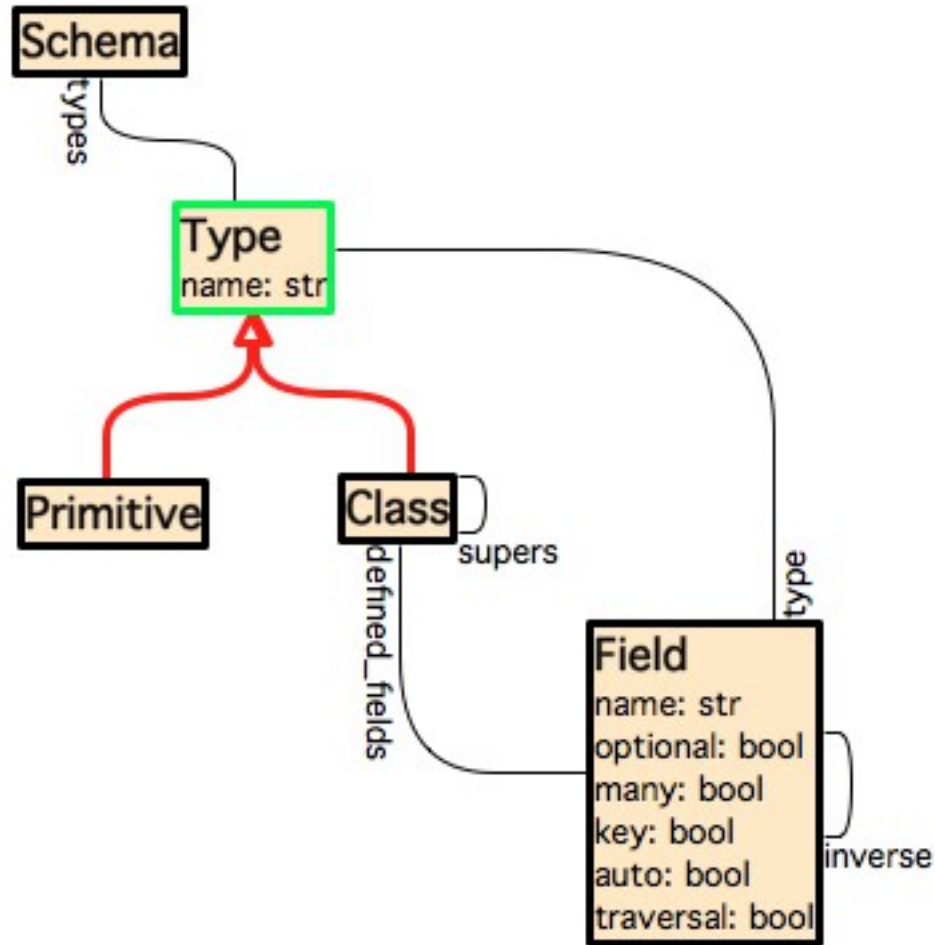 Schema
types
Type
name: str
Primitive
Class
supers
defined_fields
type
Field
name: str
optional: bool
many: bool
key: bool
auto: bool
traversal: bool
inverse